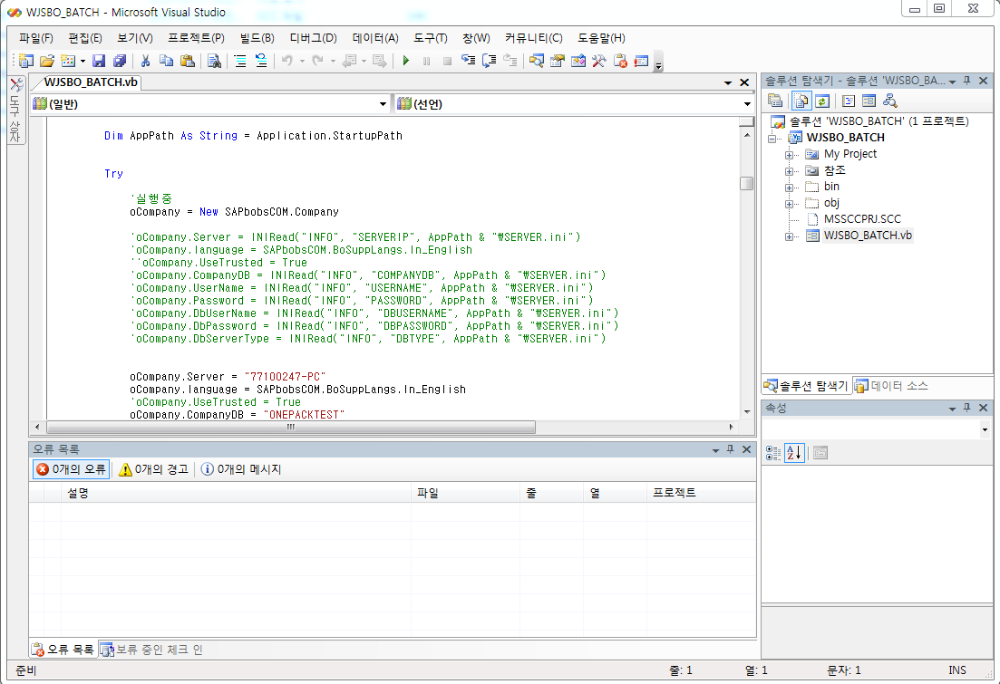 WJSBO_BATCH - Microsoft Visual Studio
파일(F) 편집(E) 보기(V) 프로젝트(P) 빌드(B) 디버그(D) 데이터(A) 도구(T) 창(W) 커뮤니티(C) 도움말(H)
도구 상자
WJSBO_BATCH.vb
(일반) (선언)
Dim AppPath As String = Application.StartupPath
Try
'실행중
oCompany = New SAPbobsCOM.Company
'oCompany.Server = INIRead("INFO", "SERVERIP", AppPath & "₩SERVER.ini")
'oCompany.language = SAPbobsCOM.BoSuppLangs.ln_English
''oCompany.UseTrusted = True
'oCompany.CompanyDB = INIRead("INFO", "COMPANYDB", AppPath & "₩SERVER.ini")
'oCompany.UserName = INIRead("INFO", "USERNAME", AppPath & "₩SERVER.ini")
'oCompany.Password = INIRead("INFO", "PASSWORD", AppPath & "₩SERVER.ini")
'oCompany.DbUserName = INIRead("INFO", "DBUSERNAME", AppPath & "₩SERVER.ini")
'oCompany.DbPassword = INIRead("INFO", "DBPASSWORD", AppPath & "₩SERVER.ini")
'oCompany.DbServerType = INIRead("INFO", "DBTYPE", AppPath & "₩SERVER.ini")
oCompany.Server = "77100247-PC"
oCompany.language = SAPbobsCOM.BoSuppLangs.ln_English
'oCompany.UseTrusted = True
oCompany.CompanyDB = "ONEPACKTEST"
솔루션 탐색기 - 솔루션 'WJSBO_BA...
솔루션 'WJSBO_BATCH' (1 프로젝트)
WJSBO_BATCH
My Project
참조
bin
obj
MSSCCPRJ.SCC
WJSBO_BATCH.vb
솔루션 탐색기 데이터 소스
속성
오류 목록
0개의 오류 0개의 경고 0개의 메시지
설명 파일 줄 열 프로젝트
오류 목록 보류 중인 체크 인
준비 줄: 1 열: 1 문자: 1 INS